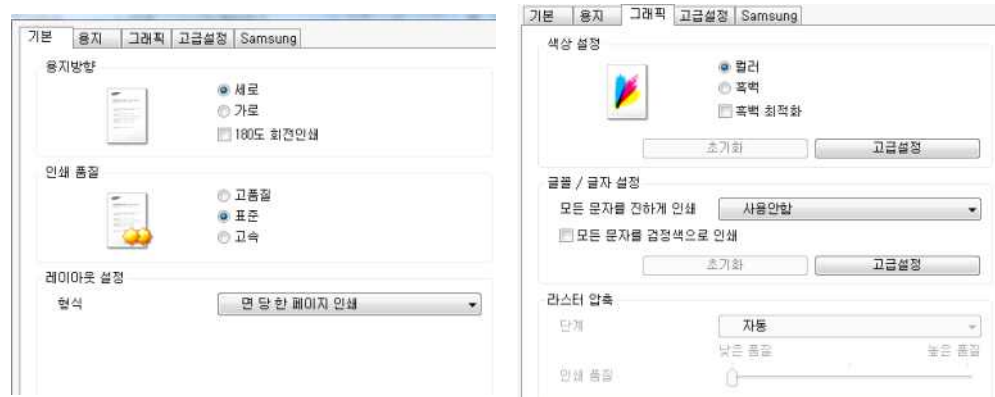 기본 용지 그래픽 고급설정 Samsung
용지방향
세로
가로
180도 회전인쇄
인쇄 품질
고품질
표준
고속
레이아웃 설정
형식 면 당 한 페이지 인쇄
기본 용지 그래픽 고급설정 Samsung
색상 설정
컬러
흑백
흑백 최적화
초기화 고급설정
글꼴 / 글자 설정
모든 문자를 진하게 인쇄 사용안함
모든 문자를 검정색으로 인쇄
초기화 고급설정
라스터 압축
단계 자동
낮은 품질 높은 품질
인쇄 품질